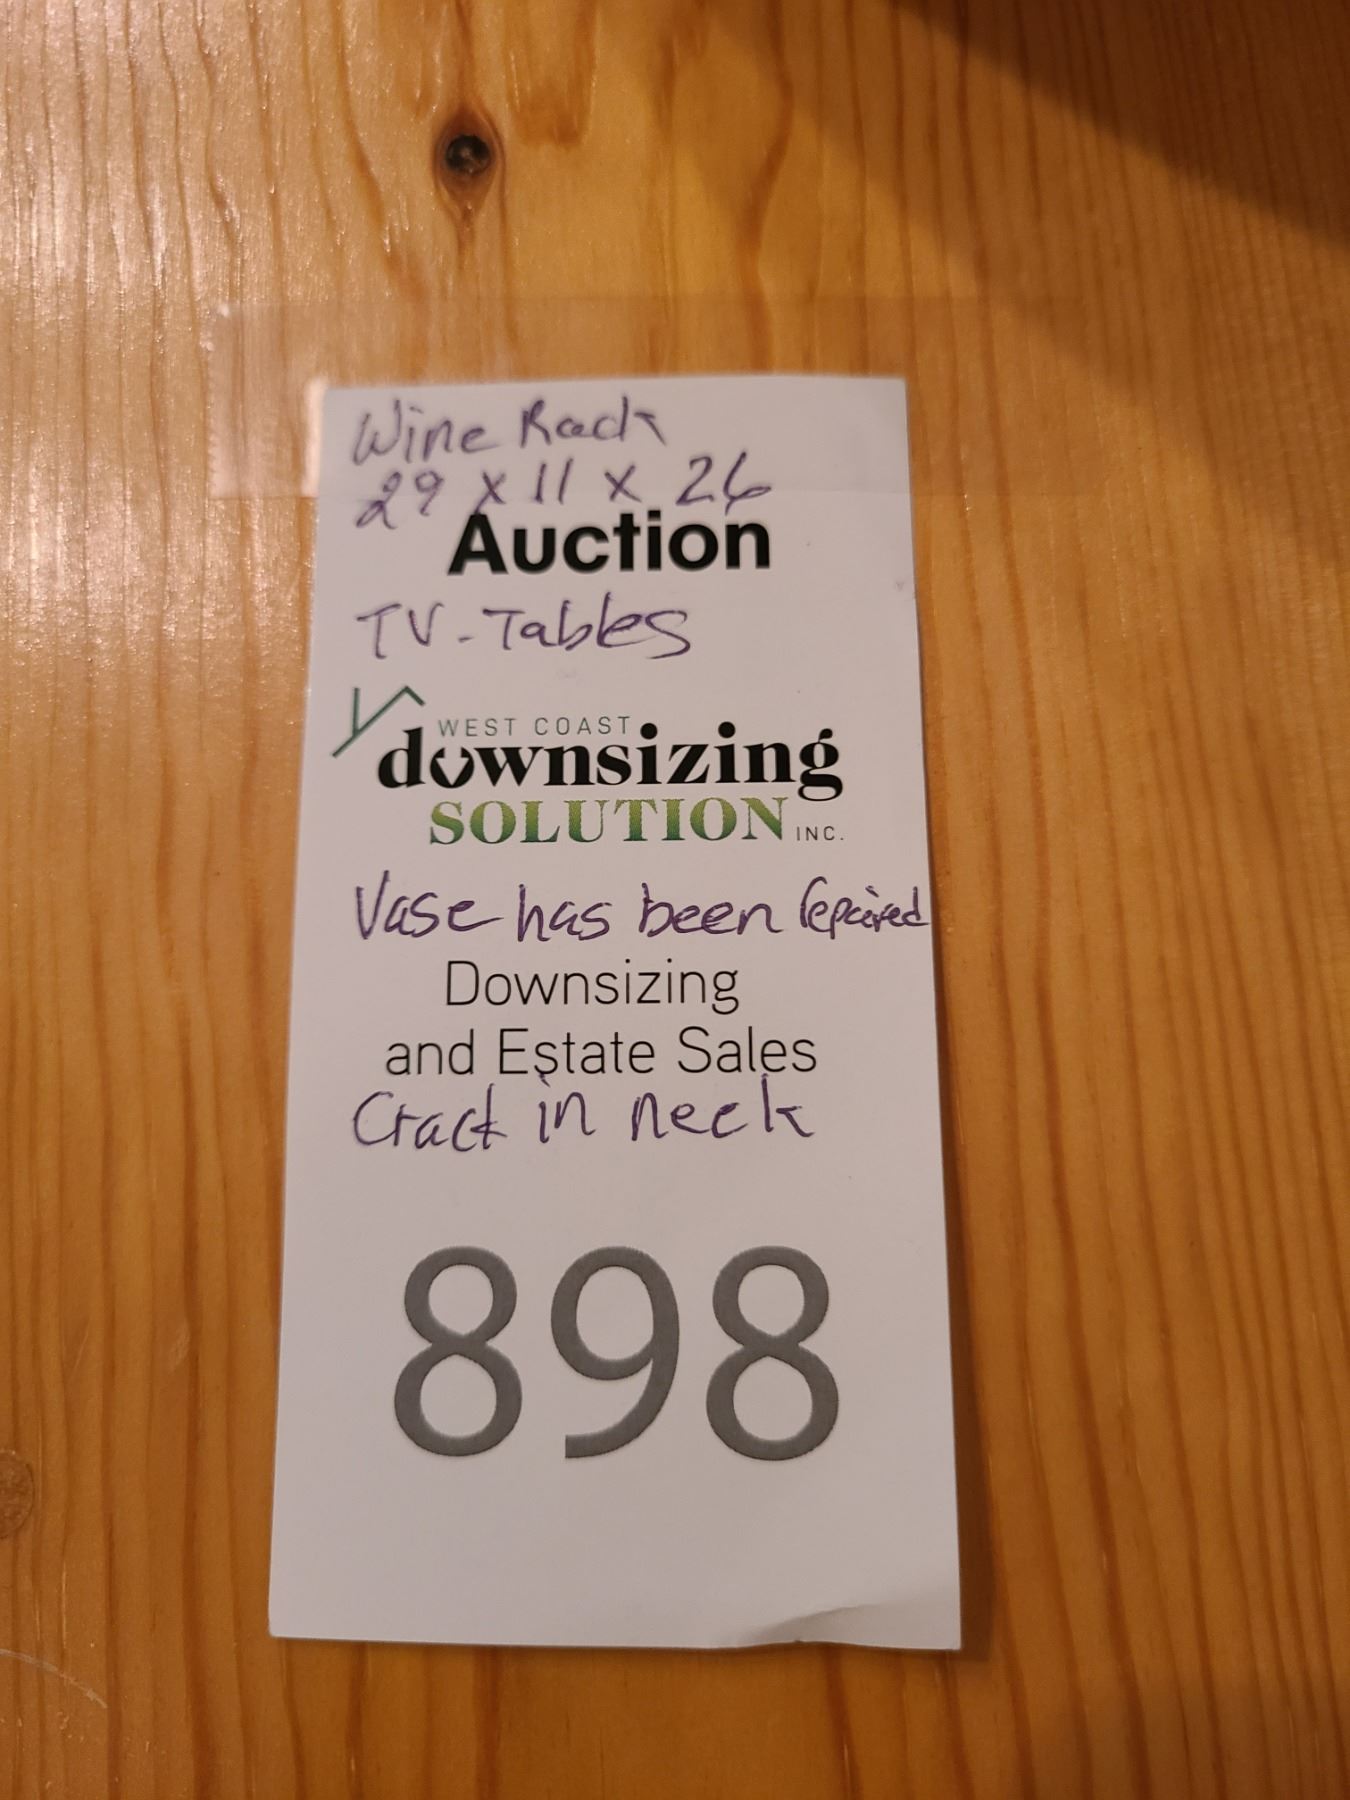 Wine Rack
29 x 11 x 26
Auction
TV-Tables
WEST COAST
downsizing
SOLUTION INC.
Vase has been repaired
Downsizing
and Estate Sales
Crack in neck
898